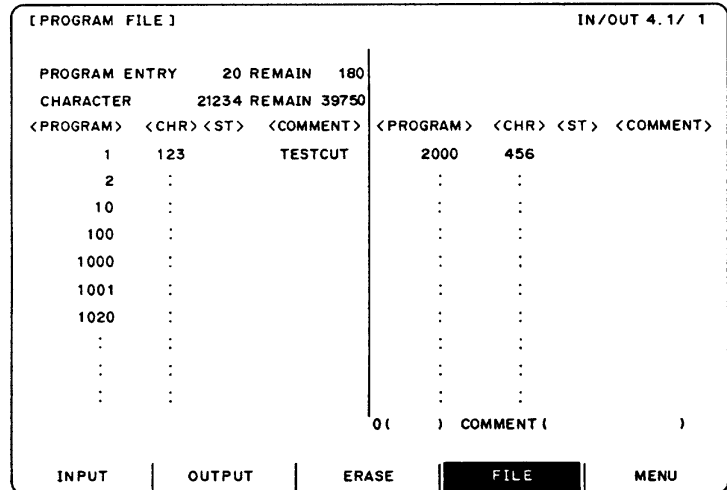 [PROGRAM FILE] IN/OUT 4.1/ 1
PROGRAM ENTRY 20 REMAIN 180
CHARACTER 21234 REMAIN 39750
<PROGRAM> <CHR> <ST> <COMMENT> <PROGRAM> <CHR> <ST> <COMMENT>
1 123 TESTCUT 2000 456
2 : : :
10 : : :
100 : : :
1000 : : :
1001 : : :
1020 : : :
: : : :
: : : :
: : : :
O( ) COMMENT( )
INPUT OUTPUT ERASE FILE MENU